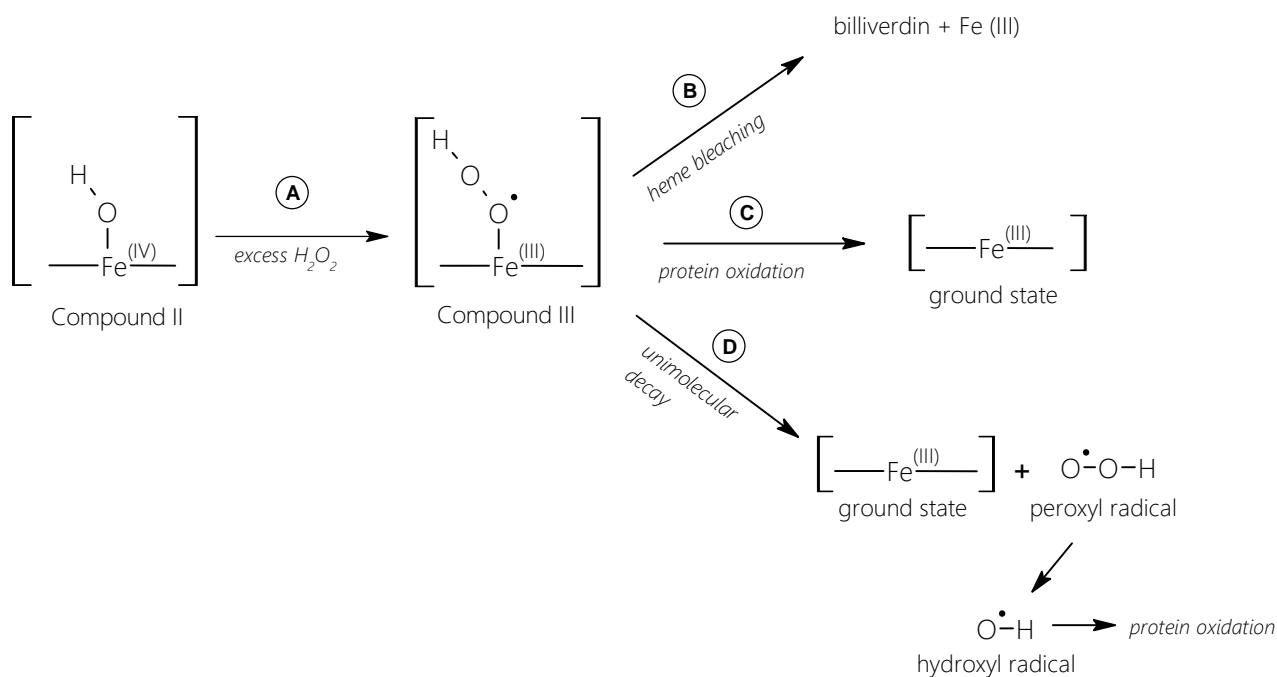 billiverdin + Fe (III)
B
heme bleaching
H
O
Fe(IV)
Compound II
A
excess H2O2
H
O
O•
Fe(III)
Compound III
C
protein oxidation
Fe(III)
ground state
D
unimolecular
decay
Fe(III)
ground state
+
O•-O-H
peroxyl radical
O•-H
hydroxyl radical
protein oxidation